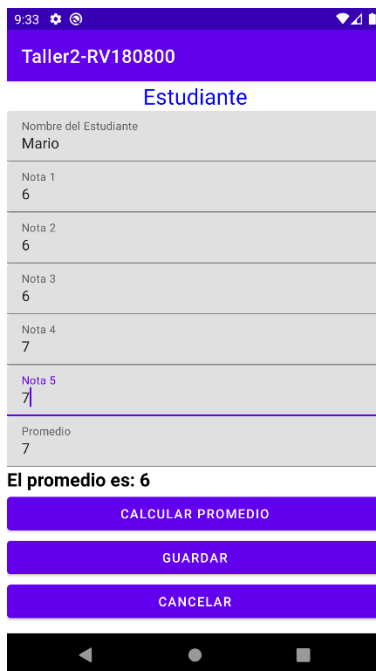 9:33
Taller2-RV180800
Estudiante
Nombre del Estudiante
Mario
Nota 1
6
Nota 2
6
Nota 3
6
Nota 4
7
Nota 5
7
Promedio
7
El promedio es: 6
CALCULAR PROMEDIO
GUARDAR
CANCELAR